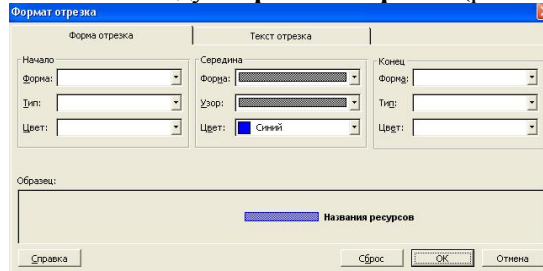 Формат отрезка
Форма отрезка Текст отрезка
Начало Середина Конец
Форма: Форма: Форма:
Тип: Узор: Тип:
Цвет: Цвет: Синий Цвет:
Образец:
Названия ресурсов
Справка Сброс ОК Отмена